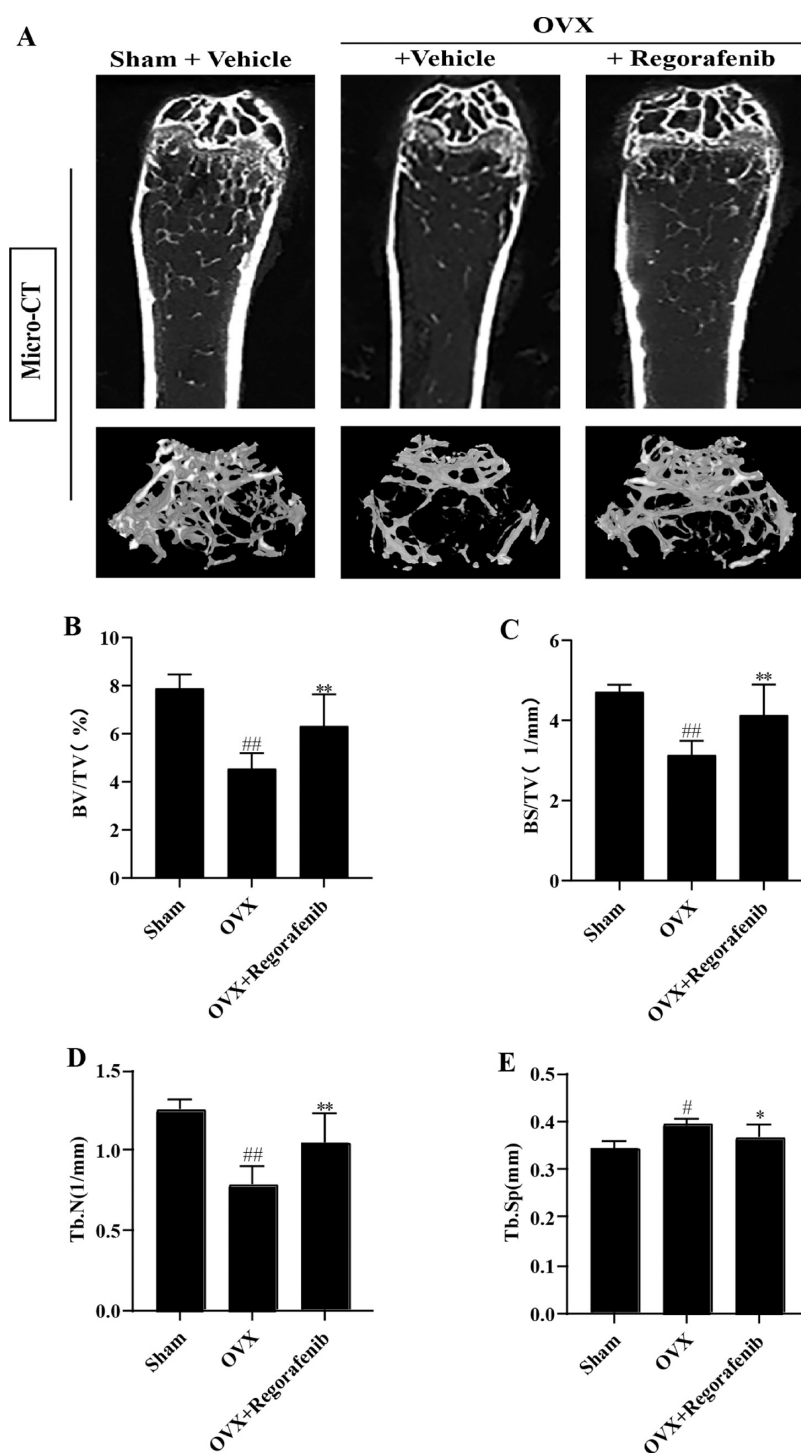 A
OVX
Sham + Vehicle
+Vehicle
+ Regorafenib
Micro-CT
B
10
8
6
4
2
0
BV/TV( %)
##
**
Sham
OVX
OVX+Regorafenib
C
6
4
2
0
BS/TV( 1/mm)
##
**
Sham
OVX
OVX+Regorafenib
D
1.5
1.0
0.5
0.0
Tb.N(1/mm)
##
**
Sham
OVX
OVX+Regorafenib
E
0.5
0.4
0.3
0.2
0.1
0.0
Tb.Sp(mm)
#
*
Sham
OVX
OVX+Regorafenib